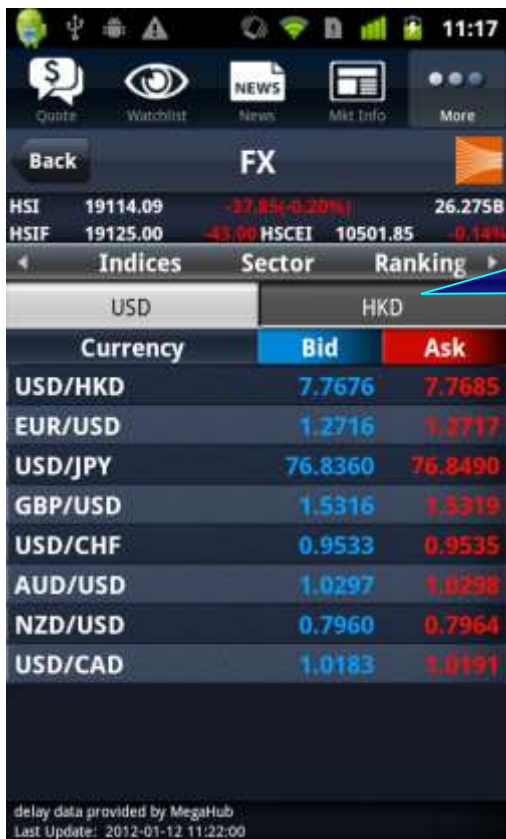 11:17
$
NEWS
Quote Watchlist News Mkt Info More
Back FX
HSI 19114.09 -37.85(-0.20%) 26.275B
HSIF 19125.00 -43.00 HSCEI 10501.85 -0.14%
Indices Sector Ranking
USD HKD
Currency Bid Ask
USD/HKD 7.7676 7.7685
EUR/USD 1.2716 1.2717
USD/JPY 76.8360 76.8490
GBP/USD 1.5316 1.5319
USD/CHF 0.9533 0.9535
AUD/USD 1.0297 1.0298
NZD/USD 0.7960 0.7964
USD/CAD 1.0183 1.0191
delay data provided by MegaHub
Last Update: 2012-01-12 11:22:00